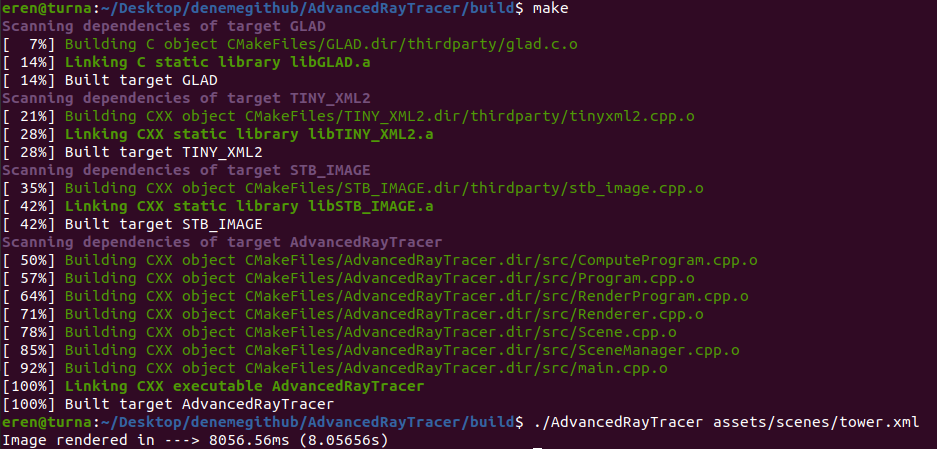 eren@turna:~/Desktop/denemegithub/AdvancedRayTracer/build$ make
Scanning dependencies of target GLAD
[  7%] Building C object CMakeFiles/GLAD.dir/thirdparty/glad.c.o
[ 14%] Linking C static library libGLAD.a
[ 14%] Built target GLAD
Scanning dependencies of target TINY_XML2
[ 21%] Building CXX object CMakeFiles/TINY_XML2.dir/thirdparty/tinyxml2.cpp.o
[ 28%] Linking CXX static library libTINY_XML2.a
[ 28%] Built target TINY_XML2
Scanning dependencies of target STB_IMAGE
[ 35%] Building CXX object CMakeFiles/STB_IMAGE.dir/thirdparty/stb_image.cpp.o
[ 42%] Linking CXX static library libSTB_IMAGE.a
[ 42%] Built target STB_IMAGE
Scanning dependencies of target AdvancedRayTracer
[ 50%] Building CXX object CMakeFiles/AdvancedRayTracer.dir/src/ComputeProgram.cpp.o
[ 57%] Building CXX object CMakeFiles/AdvancedRayTracer.dir/src/Program.cpp.o
[ 64%] Building CXX object CMakeFiles/AdvancedRayTracer.dir/src/RenderProgram.cpp.o
[ 71%] Building CXX object CMakeFiles/AdvancedRayTracer.dir/src/Renderer.cpp.o
[ 78%] Building CXX object CMakeFiles/AdvancedRayTracer.dir/src/Scene.cpp.o
[ 85%] Building CXX object CMakeFiles/AdvancedRayTracer.dir/src/SceneManager.cpp.o
[ 92%] Building CXX object CMakeFiles/AdvancedRayTracer.dir/src/main.cpp.o
[100%] Linking CXX executable AdvancedRayTracer
[100%] Built target AdvancedRayTracer
eren@turna:~/Desktop/denemegithub/AdvancedRayTracer/build$ ./AdvancedRayTracer assets/scenes/tower.xml
Image rendered in ---> 8056.56ms (8.05656s)